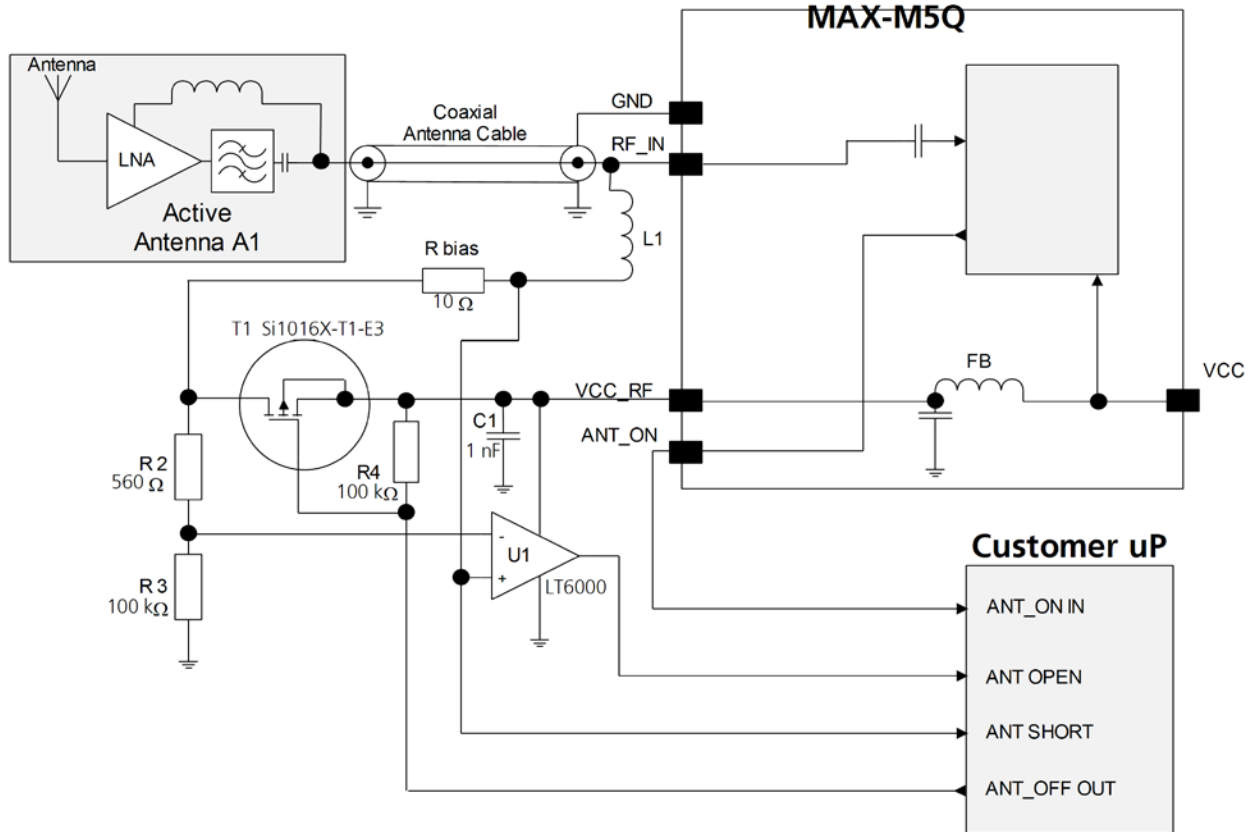 MAX-M5Q
Antenna
LNA
Active
Antenna A1
Coaxial
Antenna Cable
GND
RF_IN
L1
R bias
10 Ω
T1 Si1016X-T1-E3
VCC_RF
ANT_ON
FB
VCC
C1
1 nF
R 2
560 Ω
R4
100 kΩ
R 3
100 kΩ
-
+
U1
LT6000
Customer uP
ANT_ON IN
ANT OPEN
ANT SHORT
ANT_OFF OUT